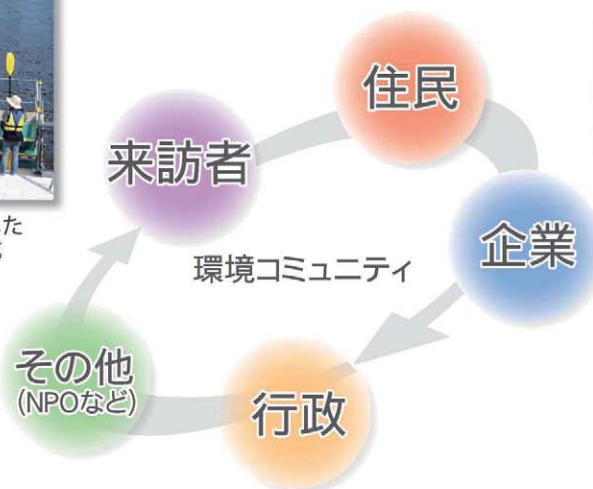 た
住民
来訪者
企業
環境コミュニティ
その他
(NPOなど)
行政